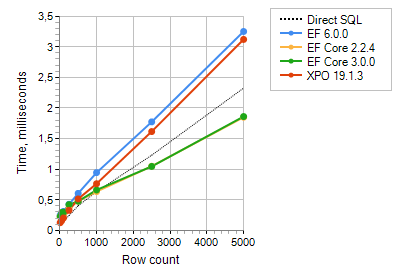 3,5
3
2,5
2
1,5
1
0,5
0
Time, milliseconds
0
1000
2000
3000
4000
5000
Row count
Direct SQL
EF 6.0.0
EF Core 2.2.4
EF Core 3.0.0
XPO 19.1.3